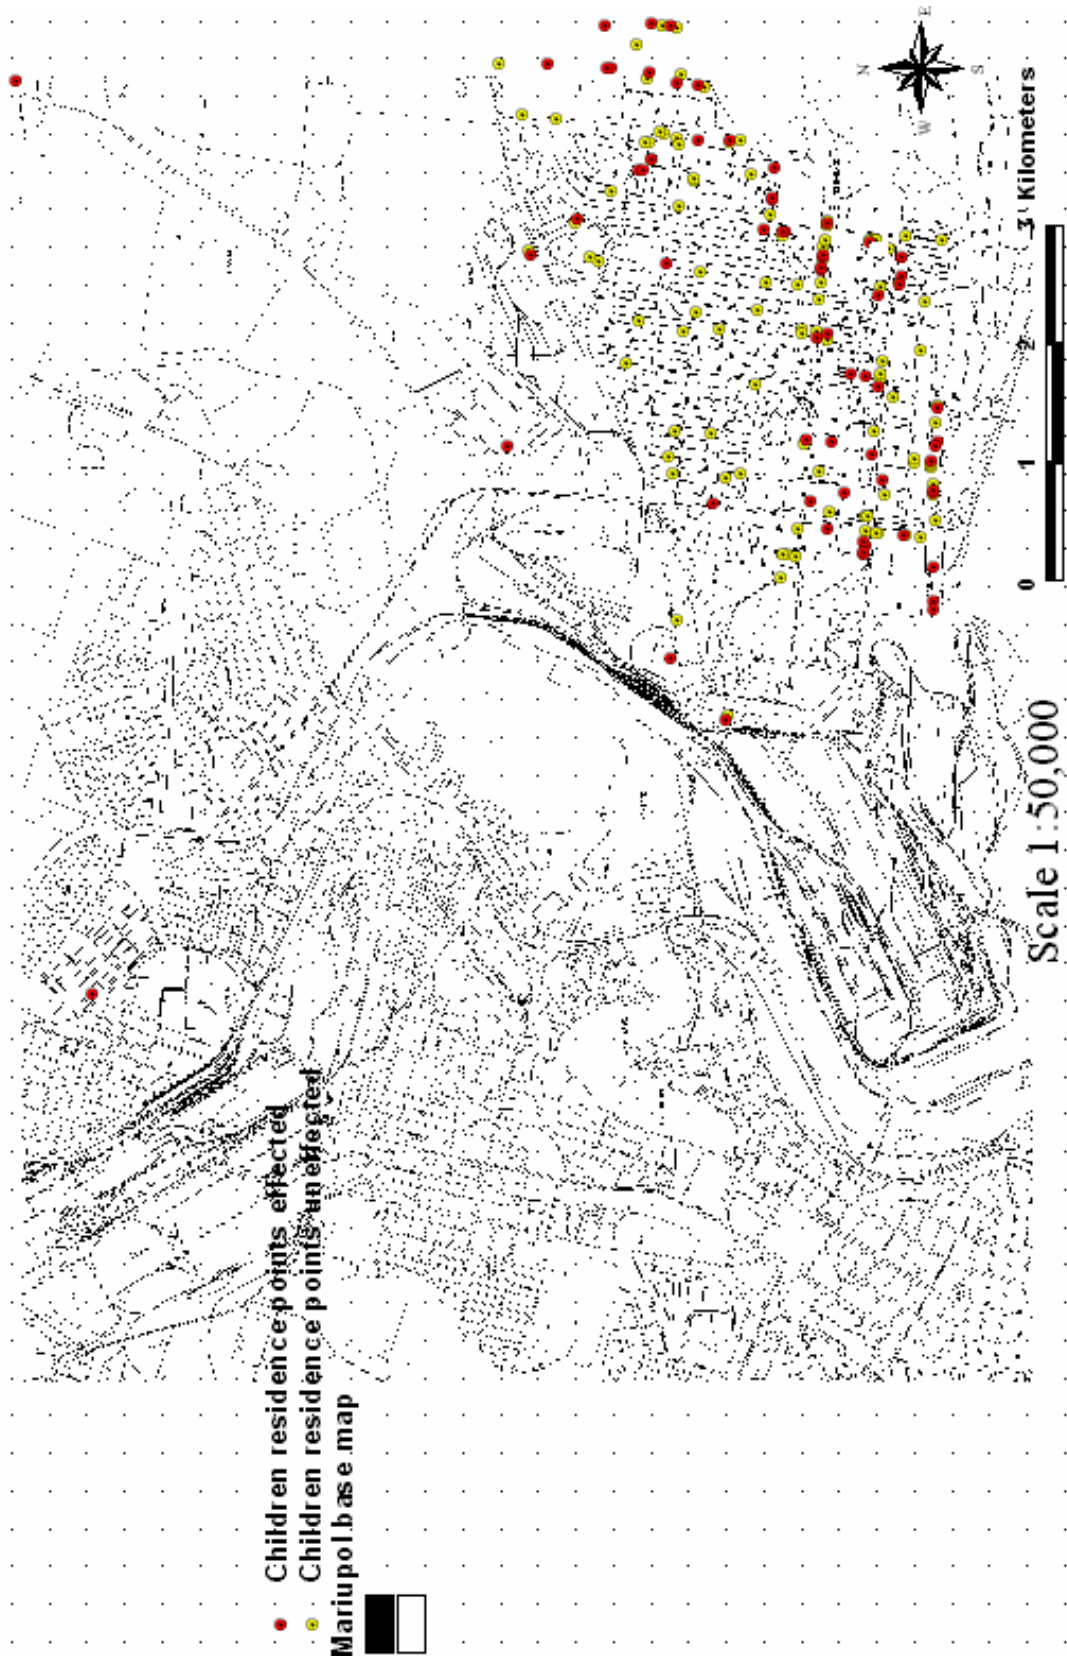 Children residence points effected
Children residence points uneffected
Mariupol base map
N
E
W
S
0 1 2 3 Kilometers
Scale 1:50,000